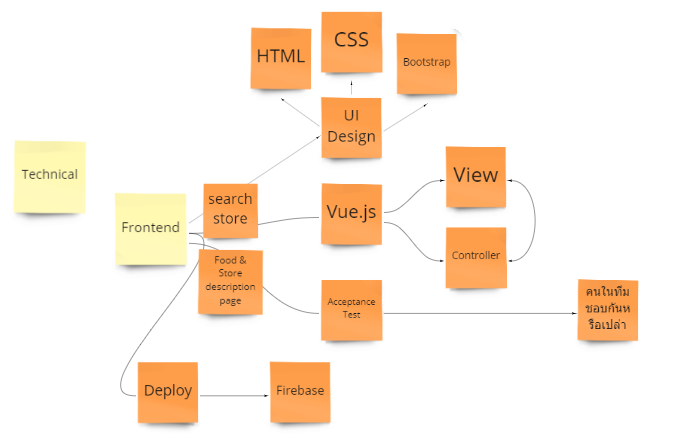 HTML
CSS
Bootstrap
UI
Design
Technical
Frontend
search
store
Vue.js
View
Controller
Food &
Store
description
page
Acceptance
Test
คนในทีม
ชอบกันห
รือเปล่า
Deploy
Firebase